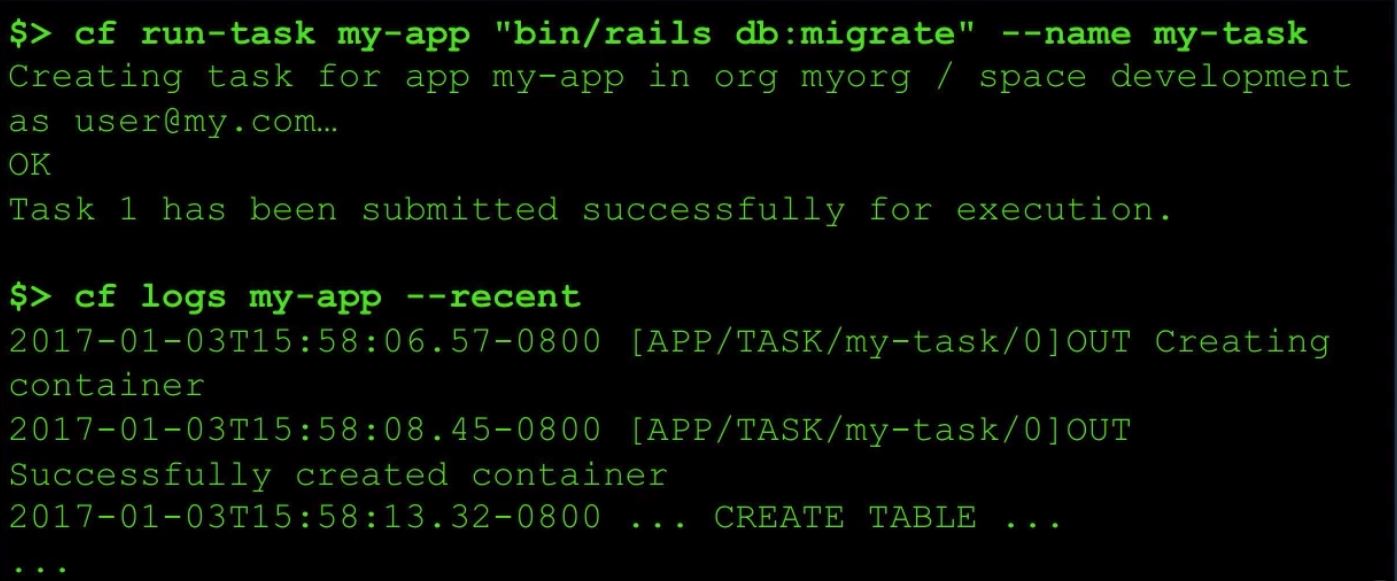 $> cf run-task my-app "bin/rails db:migrate" --name my-task
Creating task for app my-app in org myorg / space development
as user@my.com…
OK
Task 1 has been submitted successfully for execution.
$> cf logs my-app --recent
2017-01-03T15:58:06.57-0800 [APP/TASK/my-task/0]OUT Creating
container
2017-01-03T15:58:08.45-0800 [APP/TASK/my-task/0]OUT
Successfully created container
2017-01-03T15:58:13.32-0800 ... CREATE TABLE ...
...